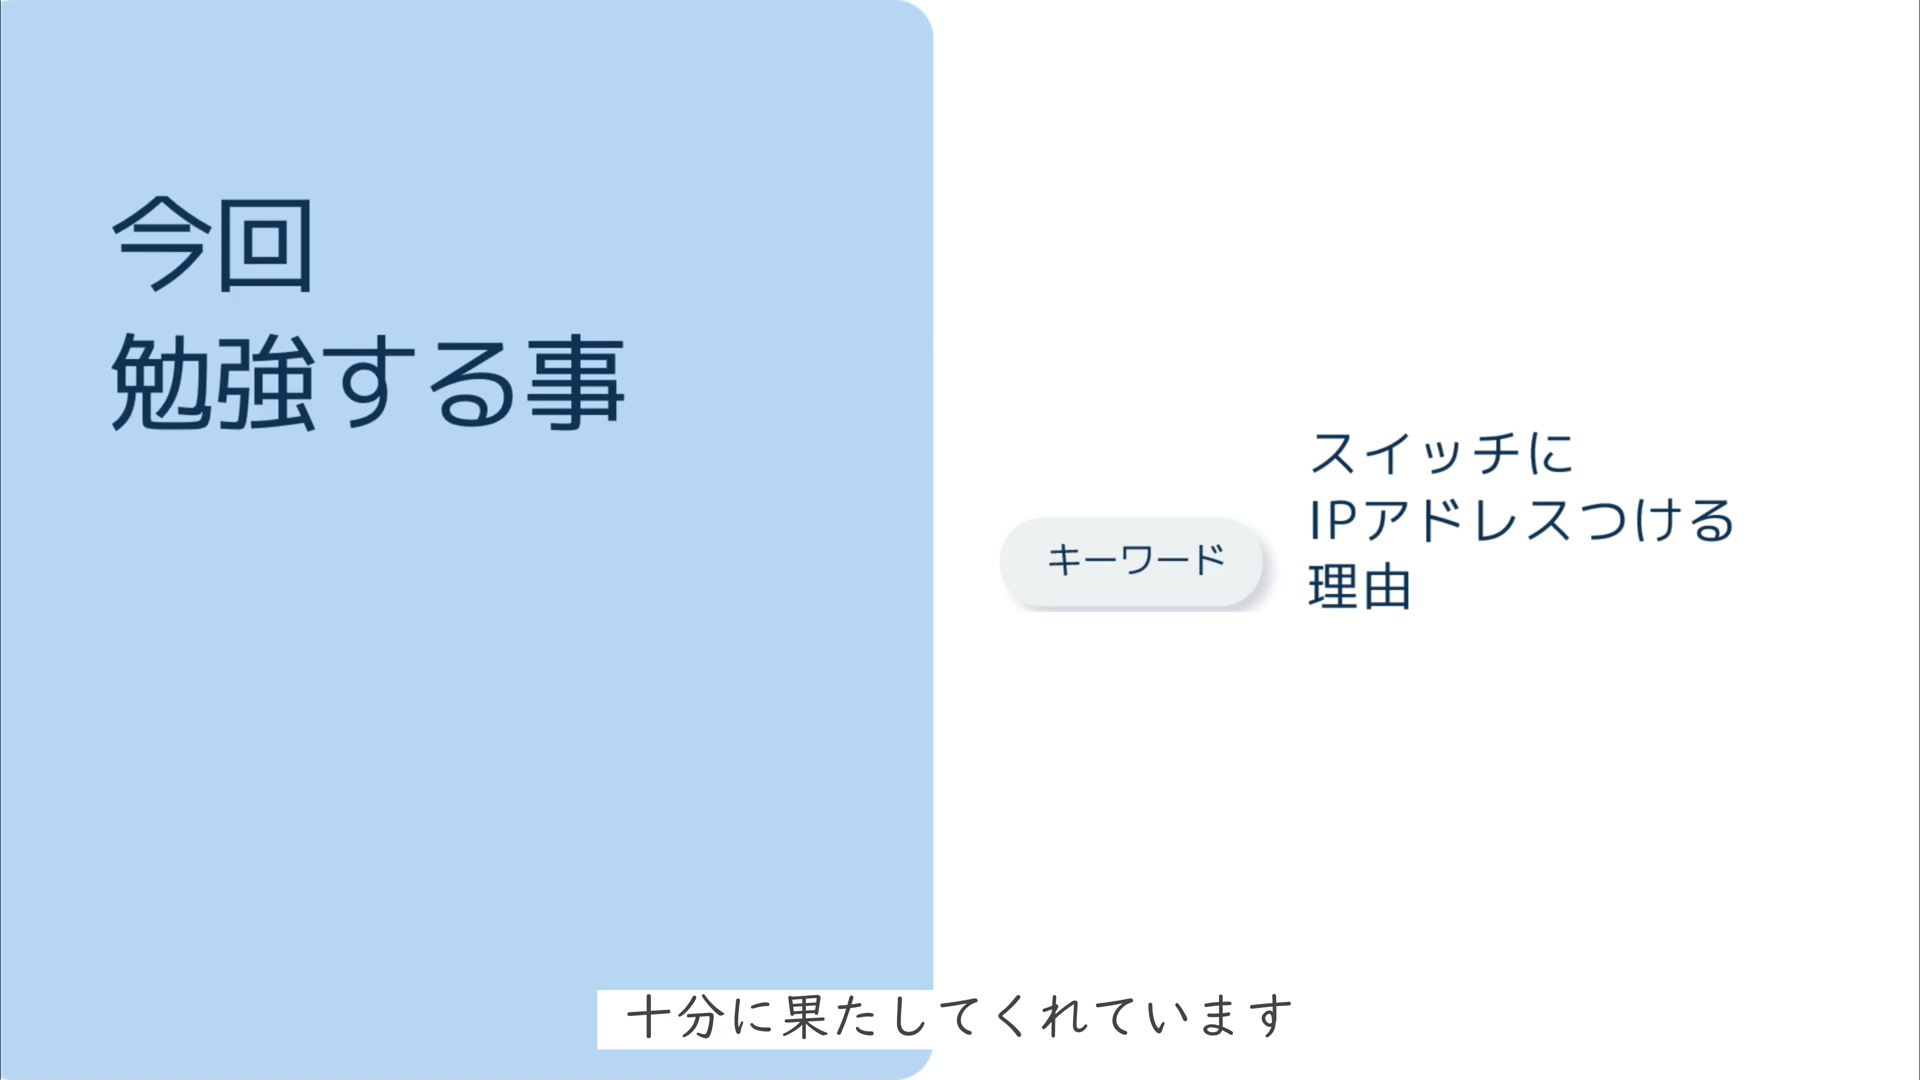 今回
勉強する事
キーワード
スイッチに
IPアドレスつける
理由
十分に果たしてくれています